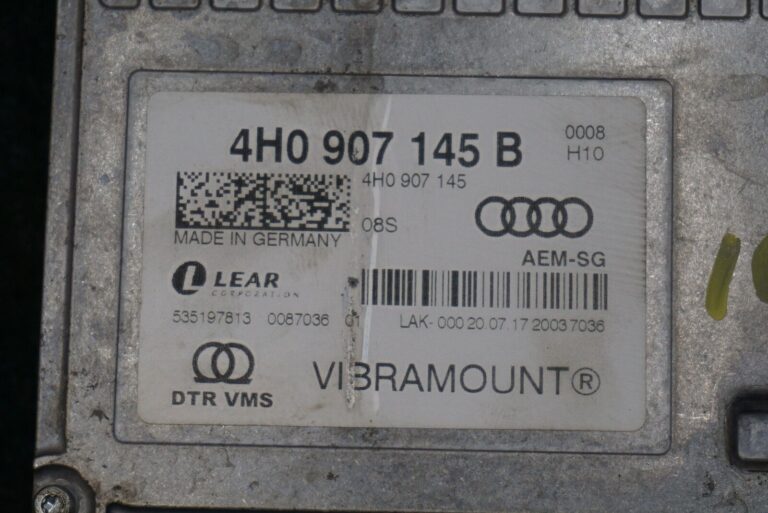 4H0 907 145 B
0008
H10
4H0 907 145
08S
MADE IN GERMANY
AEM-SG
LEAR
CORPORATION
535197813 0087036 01 LAK- 000 20.07.17 20037036
DTR VMS
VIBRAMOUNT®